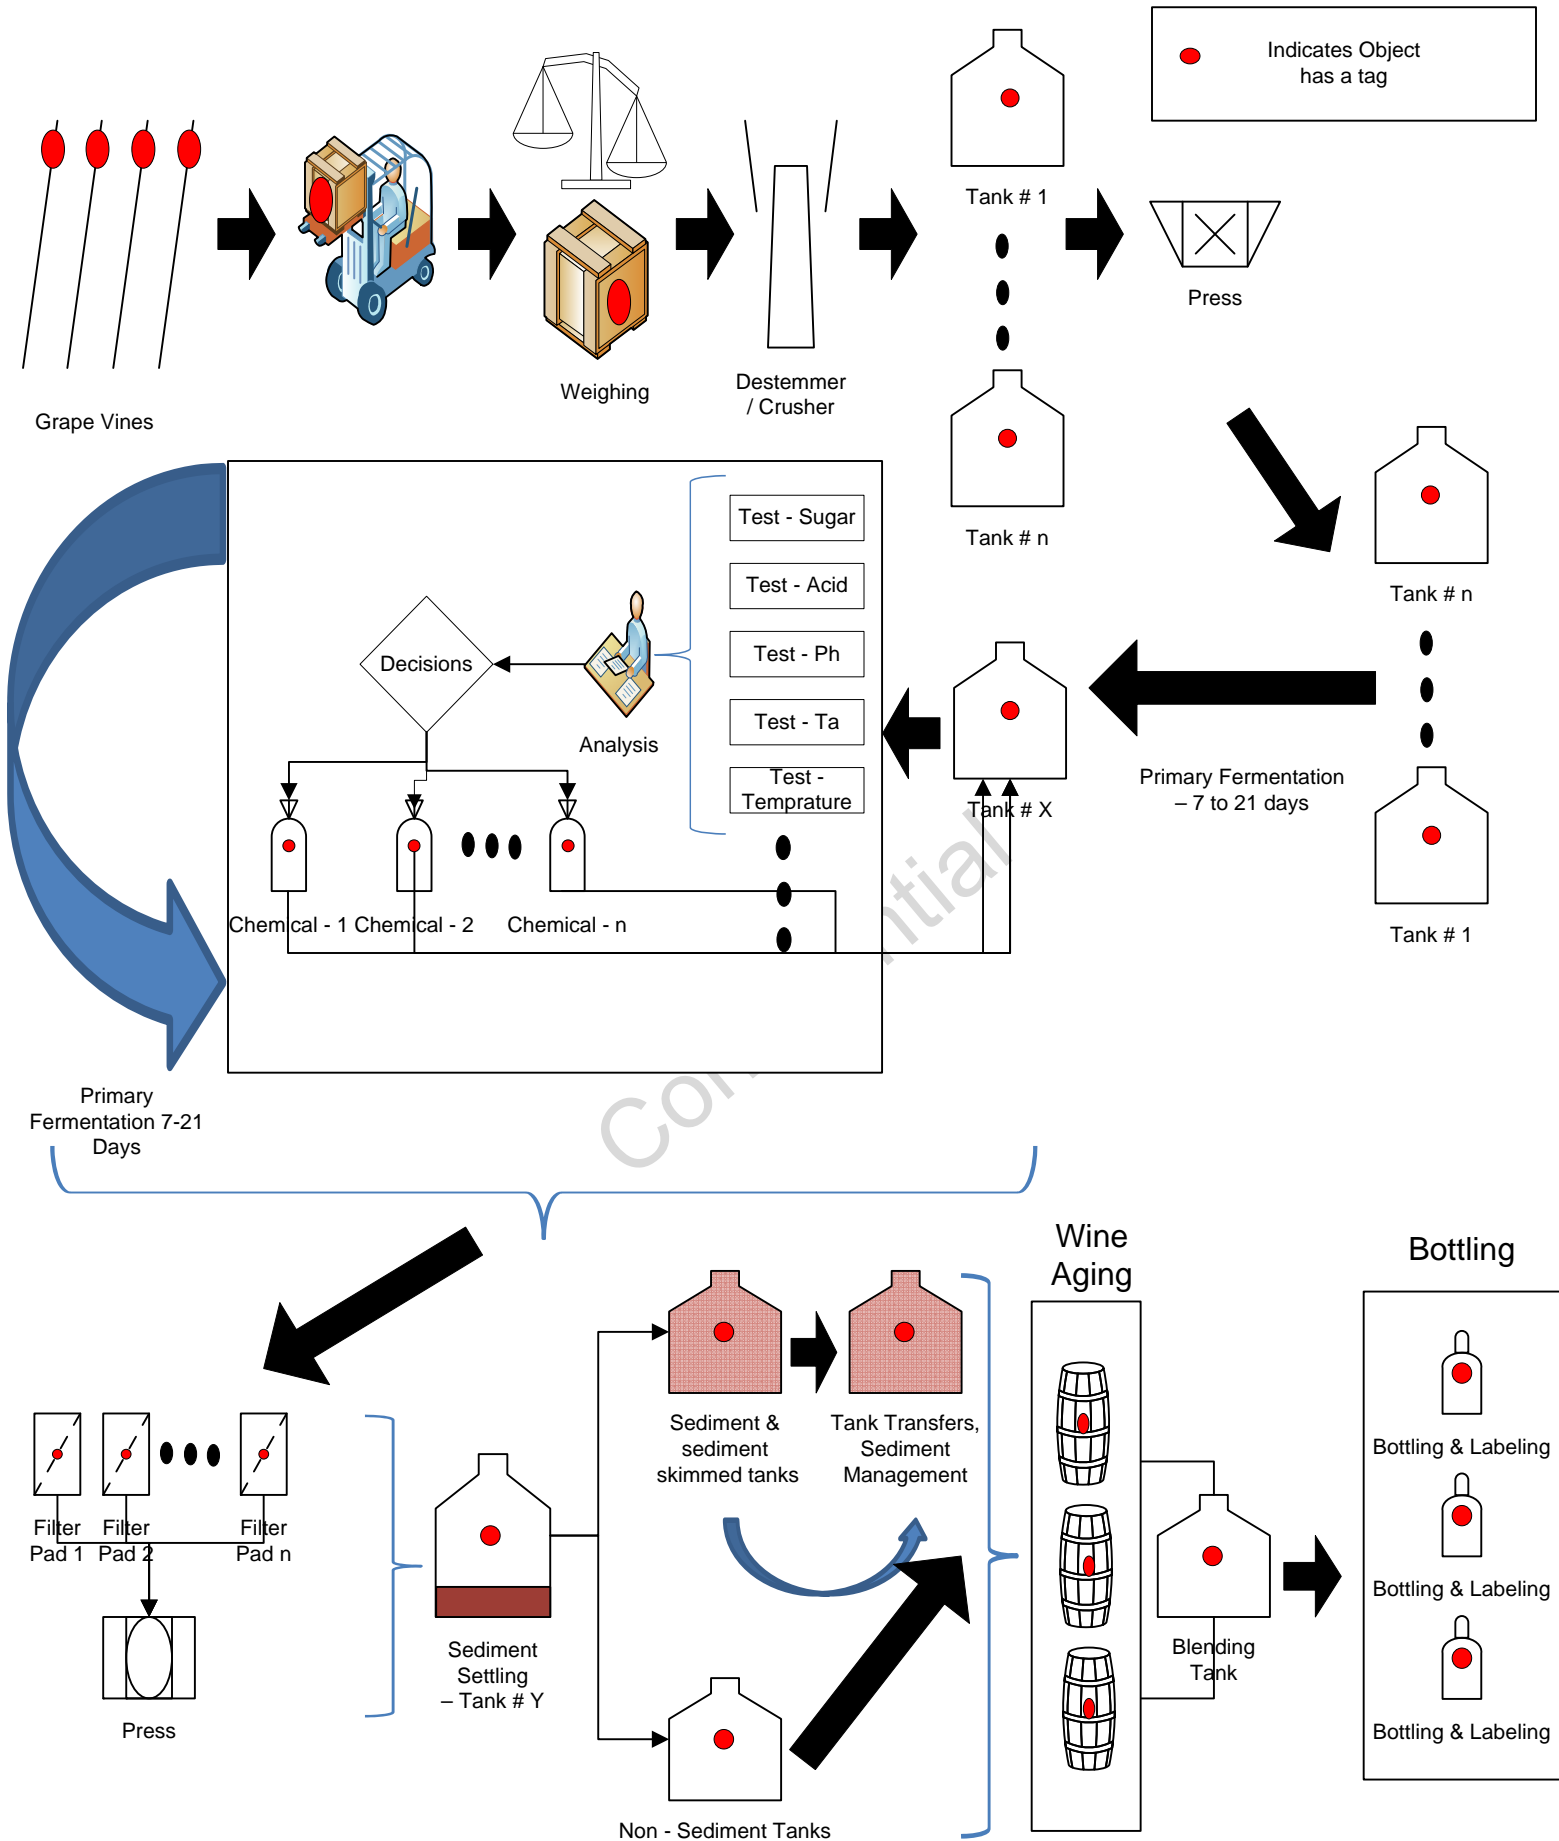 Indicates Object
has a tag
Tank # 1
Press
Weighing
Destemmer
/ Crusher
Grape Vines
Tank # n
Test - Sugar
Test - Acid
Test - Ph
Test - Ta
Test -
Temprature
Decisions
Analysis
Tank # n
Tank # X
Primary Fermentation
– 7 to 21 days
Tank # 1
Chemical - 1
Chemical - 2
Chemical - n
Primary
Fermentation 7-21
Days
Wine
Aging
Bottling
Sediment &
sediment
skimmed tanks
Tank Transfers,
Sediment
Management
Bottling & Labeling
Filter
Pad 1
Filter
Pad 2
Filter
Pad n
Bottling & Labeling
Sediment
Settling
– Tank # Y
Blending
Tank
Press
Bottling & Labeling
Non - Sediment Tanks